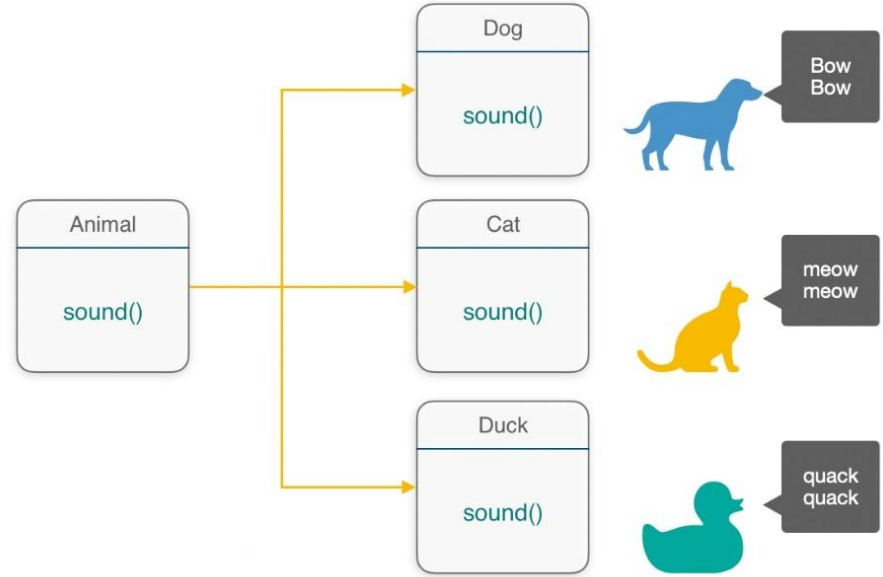 Dog
sound()
Bow
Bow
Animal
sound()
Cat
sound()
meow
meow
Duck
sound()
quack
quack